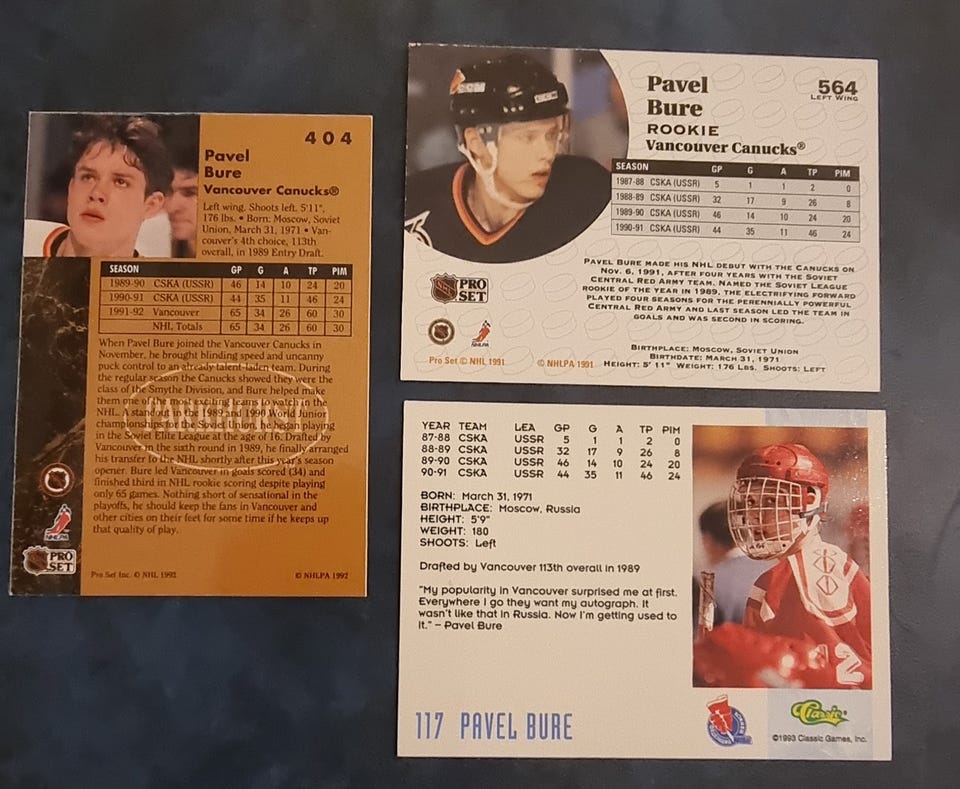 404
Pavel
Bure
Vancouver Canucks®
Left wing. Shoots left. 5'11",
176 lbs. • Born: Moscow, Soviet
Union, March 31, 1971 • Van-
couver's 4th choice, 113th
overall, in 1989 Entry Draft.
SEASON GP G A TP PIM
1989-90 CSKA (USSR) 46 14 10 24 20
1990-91 CSKA (USSR) 44 35 11 46 24
1991-92 Vancouver 65 34 26 60 30
NHL Totals 65 34 26 60 30
When Pavel Bure joined the Vancouver Canucks in
November, he brought blinding speed and uncanny
puck control to an already talent-laden team. During
the regular season the Canucks showed they were the
class of the Smythe Division, and Bure helped make
them one of the most exciting teams to watch in the
NHL. A standout in the 1989 and 1990 World Junior
championships for the Soviet Union, he began playing
in the Soviet Elite League at the age of 16. Drafted by
Vancouver in the sixth round in 1989, he finally arranged
his transfer to the NHL shortly after this year's season
opener. Bure led Vancouver in goals scored (34) and
finished third in NHL rookie scoring despite playing
only 65 games. Nothing short of sensational in the
playoffs, he should keep the fans in Vancouver and
other cities on their feet for some time if he keeps up
that quality of play.
NHLPA
PRO
SET
Pro Set Inc. © NHL 1992 © NHLPA 1992
CCM
Pavel
Bure
ROOKIE
Vancouver Canucks®
564
LEFT WING
SEASON GP G A TP PIM
1987-88 CSKA (USSR) 5 1 1 2 0
1988-89 CSKA (USSR) 32 17 9 26 8
1989-90 CSKA (USSR) 46 14 10 24 20
1990-91 CSKA (USSR) 44 35 11 46 24
PAVEL BURE MADE HIS NHL DEBUT WITH THE CANUCKS ON
NOV. 6, 1991, AFTER FOUR YEARS WITH THE SOVIET
CENTRAL RED ARMY TEAM. NAMED THE SOVIET LEAGUE
ROOKIE OF THE YEAR IN 1989, THE ELECTRIFYING FORWARD
PLAYED FOUR SEASONS FOR THE PERENNIALLY POWERFUL
CENTRAL RED ARMY AND LAST SEASON LED THE TEAM IN
GOALS AND WAS SECOND IN SCORING.
BIRTHPLACE: MOSCOW, SOVIET UNION
BIRTHDATE: MARCH 31, 1971
HEIGHT: 5' 11" WEIGHT: 176 LBS. SHOOTS: LEFT
PRO
SET
NHLPA
Pro Set © NHL 1991 © NHLPA 1991
YEAR TEAM LEA GP G A TP PIM
87-88 CSKA USSR 5 1 1 2 0
88-89 CSKA USSR 32 17 9 26 8
89-90 CSKA USSR 46 14 10 24 20
90-91 CSKA USSR 44 35 11 46 24
BORN: March 31, 1971
BIRTHPLACE: Moscow, Russia
HEIGHT: 5'9"
WEIGHT: 180
SHOOTS: Left
Drafted by Vancouver 113th overall in 1989
"My popularity in Vancouver surprised me at first.
Everywhere I go they want my autograph. It
wasn't like that in Russia. Now I'm getting used to
it." – Pavel Bure
2
117 PAVEL BURE
Classic
©1993 Classic Games, Inc.